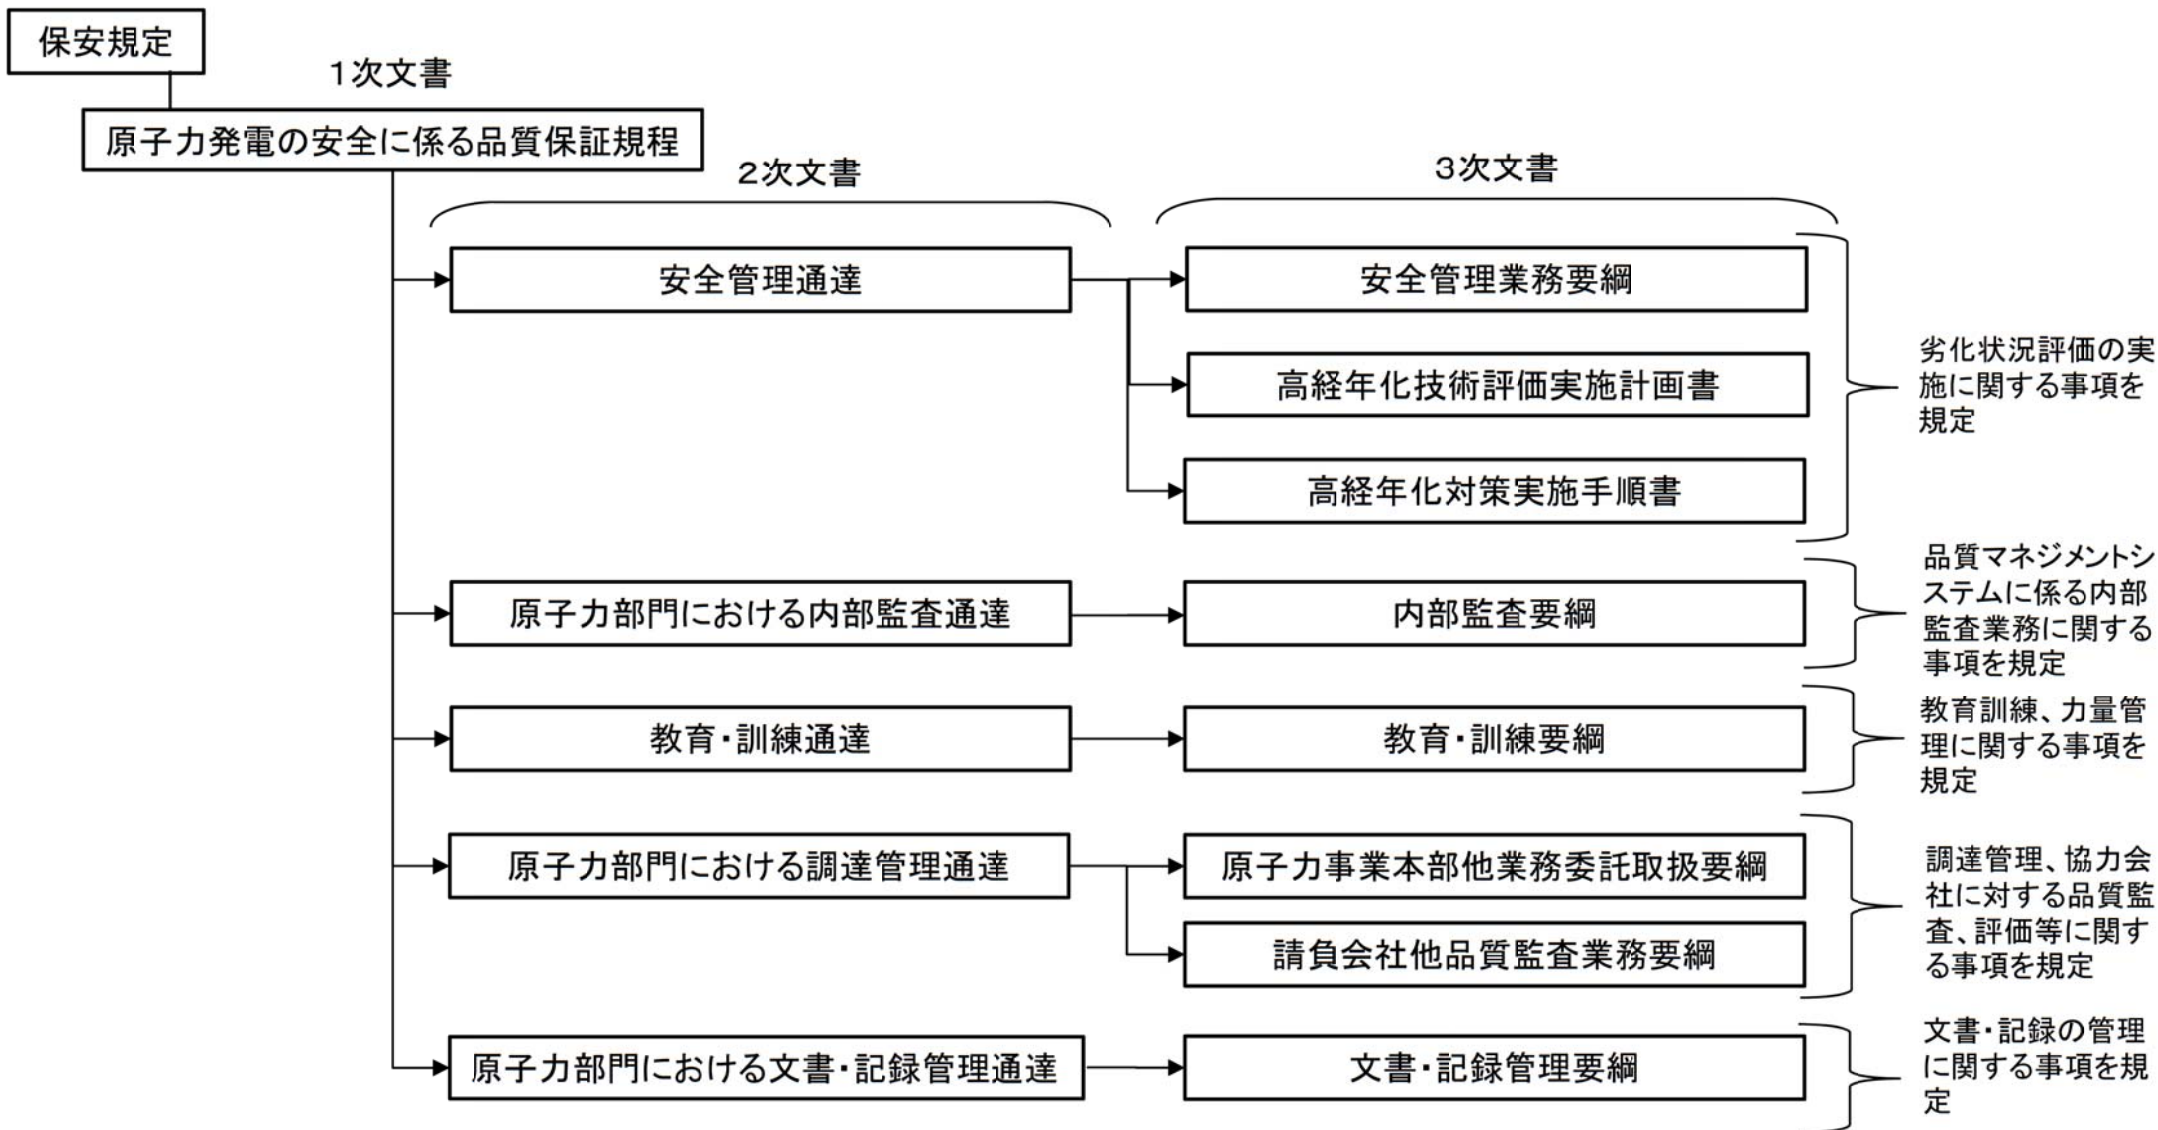 保安規定
1次文書
原子力発電の安全に係る品質保証規程
2次文書
3次文書
安全管理通達
安全管理業務要綱
高経年化技術評価実施計画書
高経年化対策実施手順書
劣化状況評価の実
施に関する事項を
規定
原子力部門における内部監査通達
内部監査要綱
品質マネジメントシ
ステムに係る内部
監査業務に関する
事項を規定
教育・訓練通達
教育・訓練要綱
教育訓練、力量管
理に関する事項を
規定
原子力部門における調達管理通達
原子力事業本部他業務委託取扱要綱
請負会社他品質監査業務要綱
調達管理、協力会
社に対する品質監
査、評価等に関す
る事項を規定
原子力部門における文書・記録管理通達
文書・記録管理要綱
文書・記録の管理
に関する事項を規
定